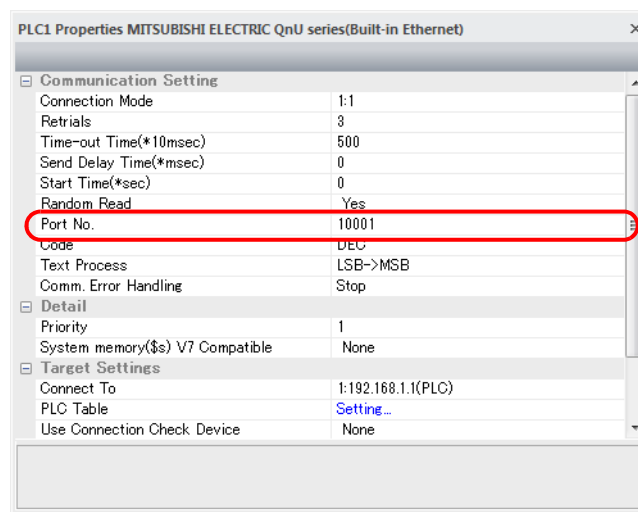 PLC1 Properties MITSUBISHI ELECTRIC QnU series(Built-in Ethernet)
Communication Setting
Connection Mode 1:1
Retrials 3
Time-out Time(*10msec) 500
Send Delay Time(*msec) 0
Start Time(*sec) 0
Random Read Yes
Port No. 10001
Code DEC
Text Process LSB->MSB
Comm. Error Handling Stop
Detail
Priority 1
System memory($s) V7 Compatible None
Target Settings
Connect To 1:192.168.1.1(PLC)
PLC Table Setting...
Use Connection Check Device None